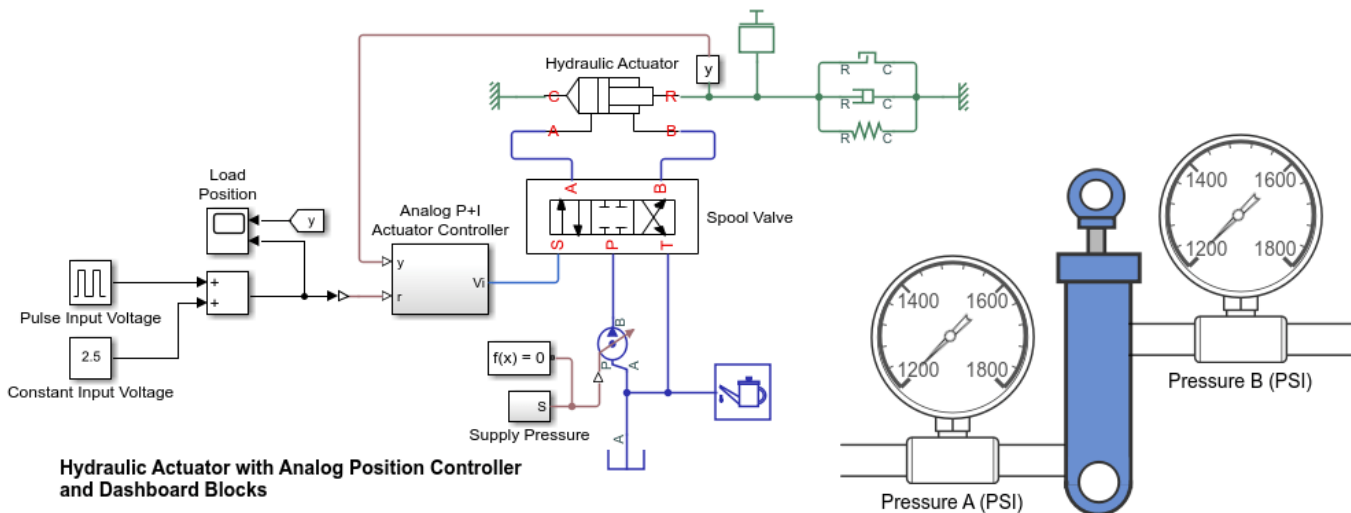 Hydraulic Actuator
y
R
C
C
R
R
C
A
B
R
C
Load
Position
y
A
B
Analog P+I
Actuator Controller
Spool Valve
S
P
T
y
r
Vi
+
+
Pulse Input Voltage
2.5
Constant Input Voltage
B
P
A
f(x) = 0
S
Supply Pressure
A
Hydraulic Actuator with Analog Position Controller
and Dashboard Blocks
1400
1600
1200
1800
Pressure A (PSI)
1400
1600
1200
1800
Pressure B (PSI)